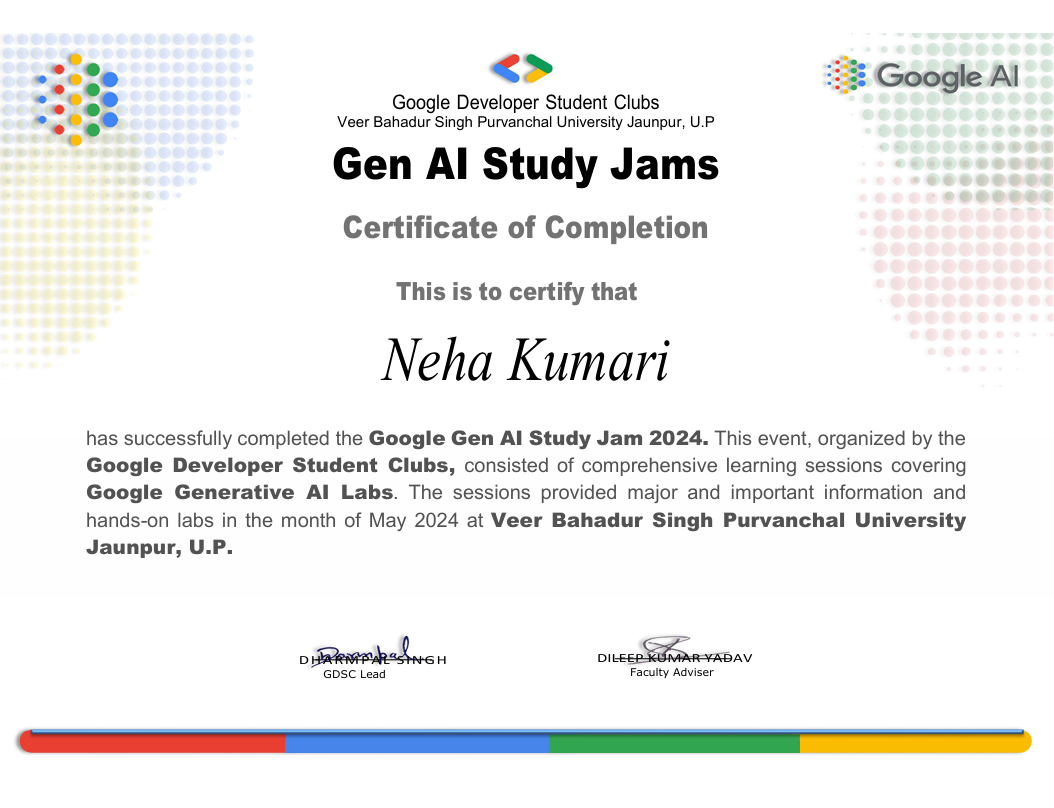 Google AI
Google Developer Student Clubs
Veer Bahadur Singh Purvanchal University Jaunpur, U.P
Gen AI Study Jams
Certificate of Completion
This is to certify that
Neha Kumari
has successfully completed the Google Gen AI Study Jam 2024. This event, organized by the
Google Developer Student Clubs, consisted of comprehensive learning sessions covering
Google Generative AI Labs. The sessions provided major and important information and
hands-on labs in the month of May 2024 at Veer Bahadur Singh Purvanchal University
Jaunpur, U.P.
Darampal
DHARMPAL SINGH
GDSC Lead
DILEEP KUMAR YADAV
Faculty Adviser